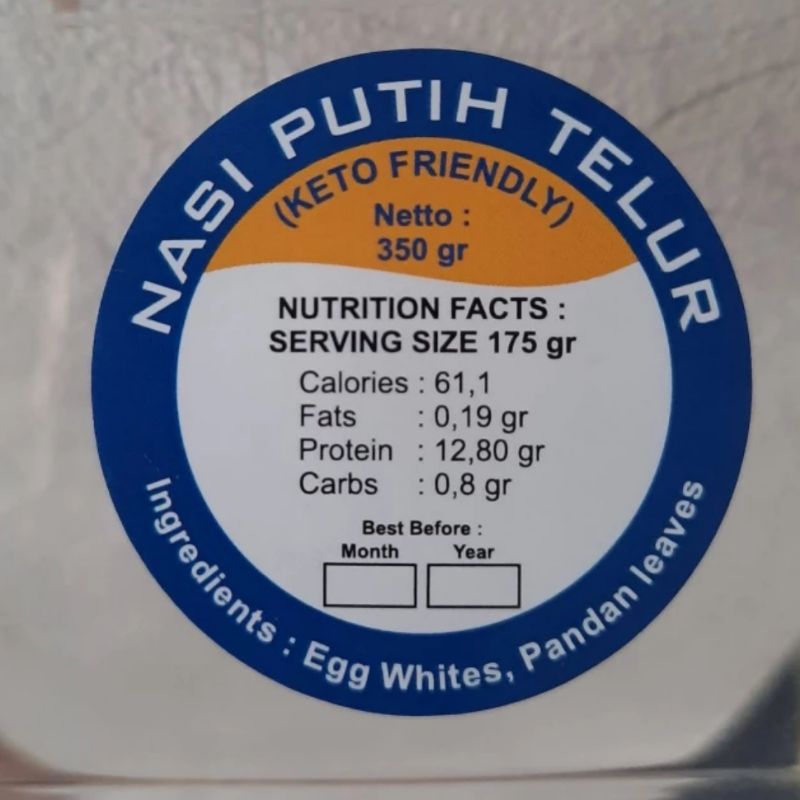 NASI PUTIH TELUR
(KETO FRIENDLY)
Netto :
350 gr
NUTRITION FACTS :
SERVING SIZE 175 gr
Calories : 61,1
Fats : 0,19 gr
Protein : 12,80 gr
Carbs : 0,8 gr
Best Before :
Month Year
Ingredients : Egg Whites, Pandan leaves